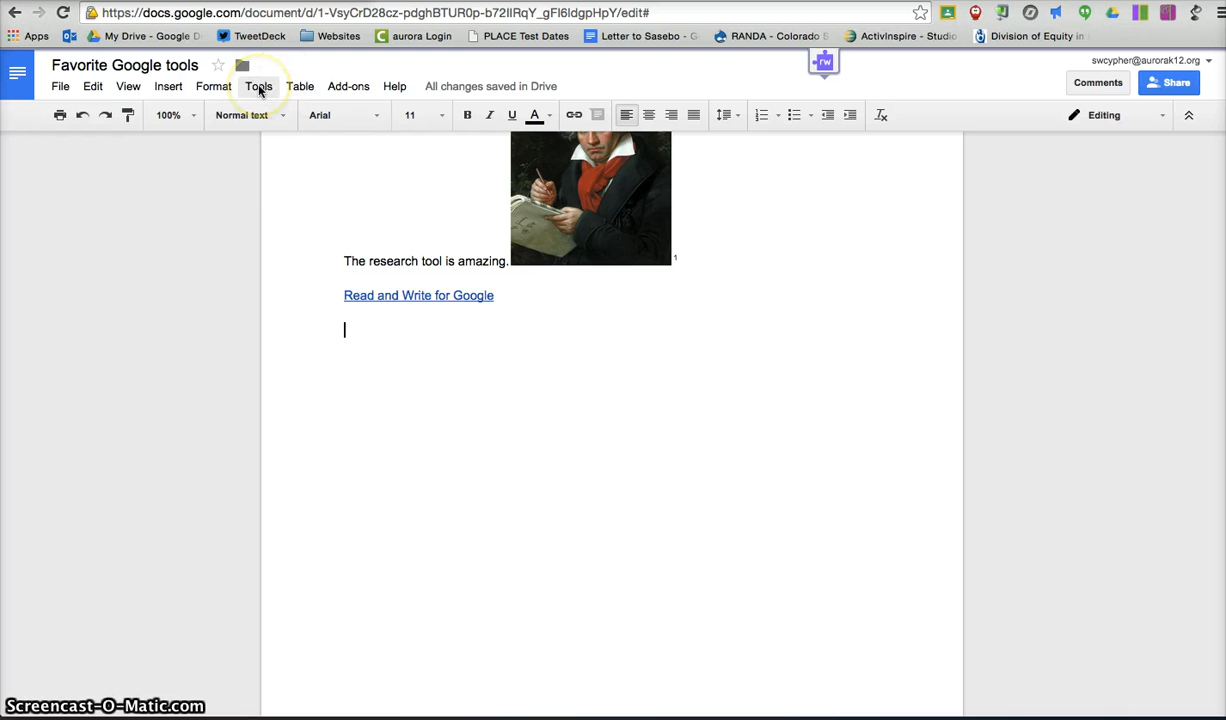 https://docs.google.com/document/d/1-VsyCrD28cz-pdghBTUR0p-b72IIRqY_gFl6ldgpHpY/edit#
Apps My Drive - Google D TweetDeck Websites aurora Login PLACE Test Dates Letter to Sasebo - RANDA - Colorado S ActivInspire - Studio Division of Equity in
Favorite Google tools
swcypher@aurorak12.org
rw
File Edit View Insert Format Tools Table Add-ons Help All changes saved in Drive
Comments Share
100% Normal text Arial 11 B I U A Editing
The research tool is amazing. 1
Read and Write for Google
Screencast-O-Matic.com